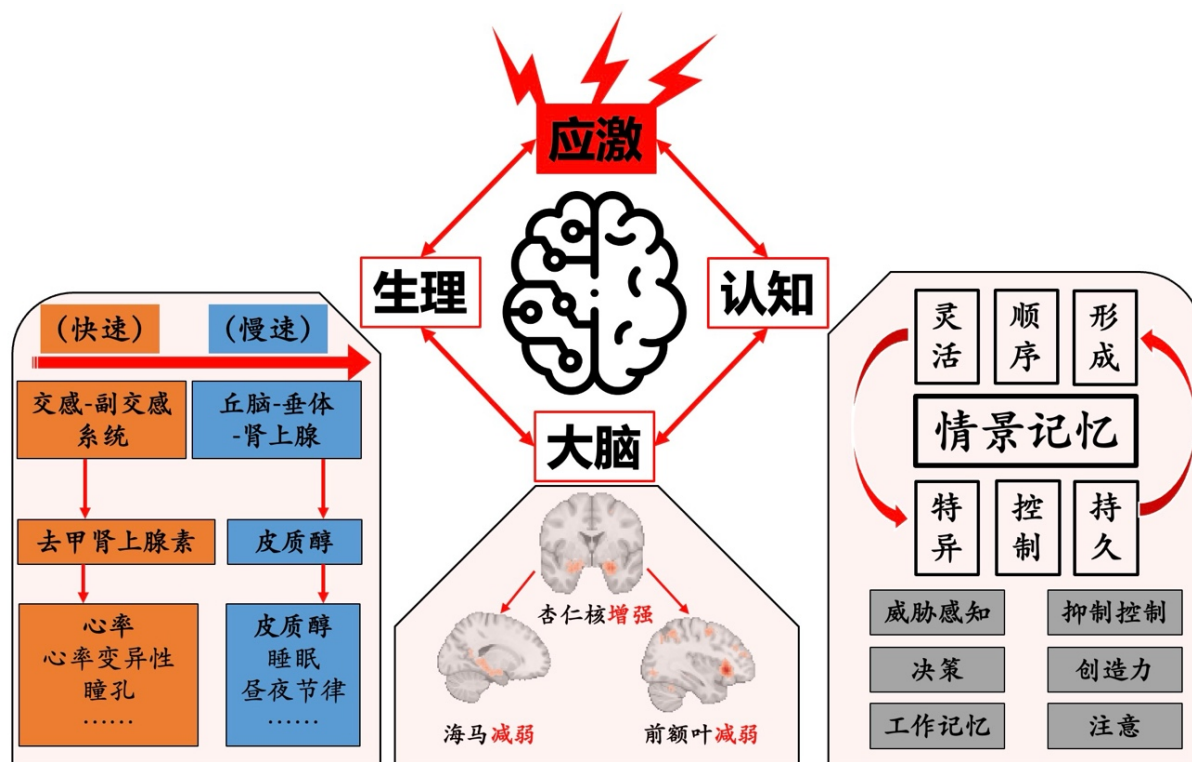 应激
生理
认知
大脑
(快速)
(慢速)
交感-副交感
系统
丘脑-垂体
-肾上腺
去甲肾上腺素
皮质醇
心率
心率变异性
瞳孔
……
皮质醇
睡眠
昼夜节律
……
杏仁核增强
海马减弱
前额叶减弱
灵活
顺序
形成
情景记忆
特异
控制
持久
威胁感知
抑制控制
决策
创造力
工作记忆
注意